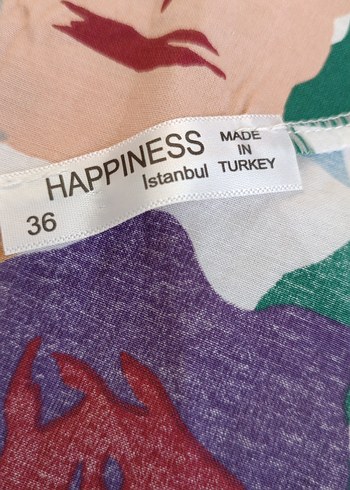 HAPPINESS
Istanbul
MADE
IN
TURKEY
36